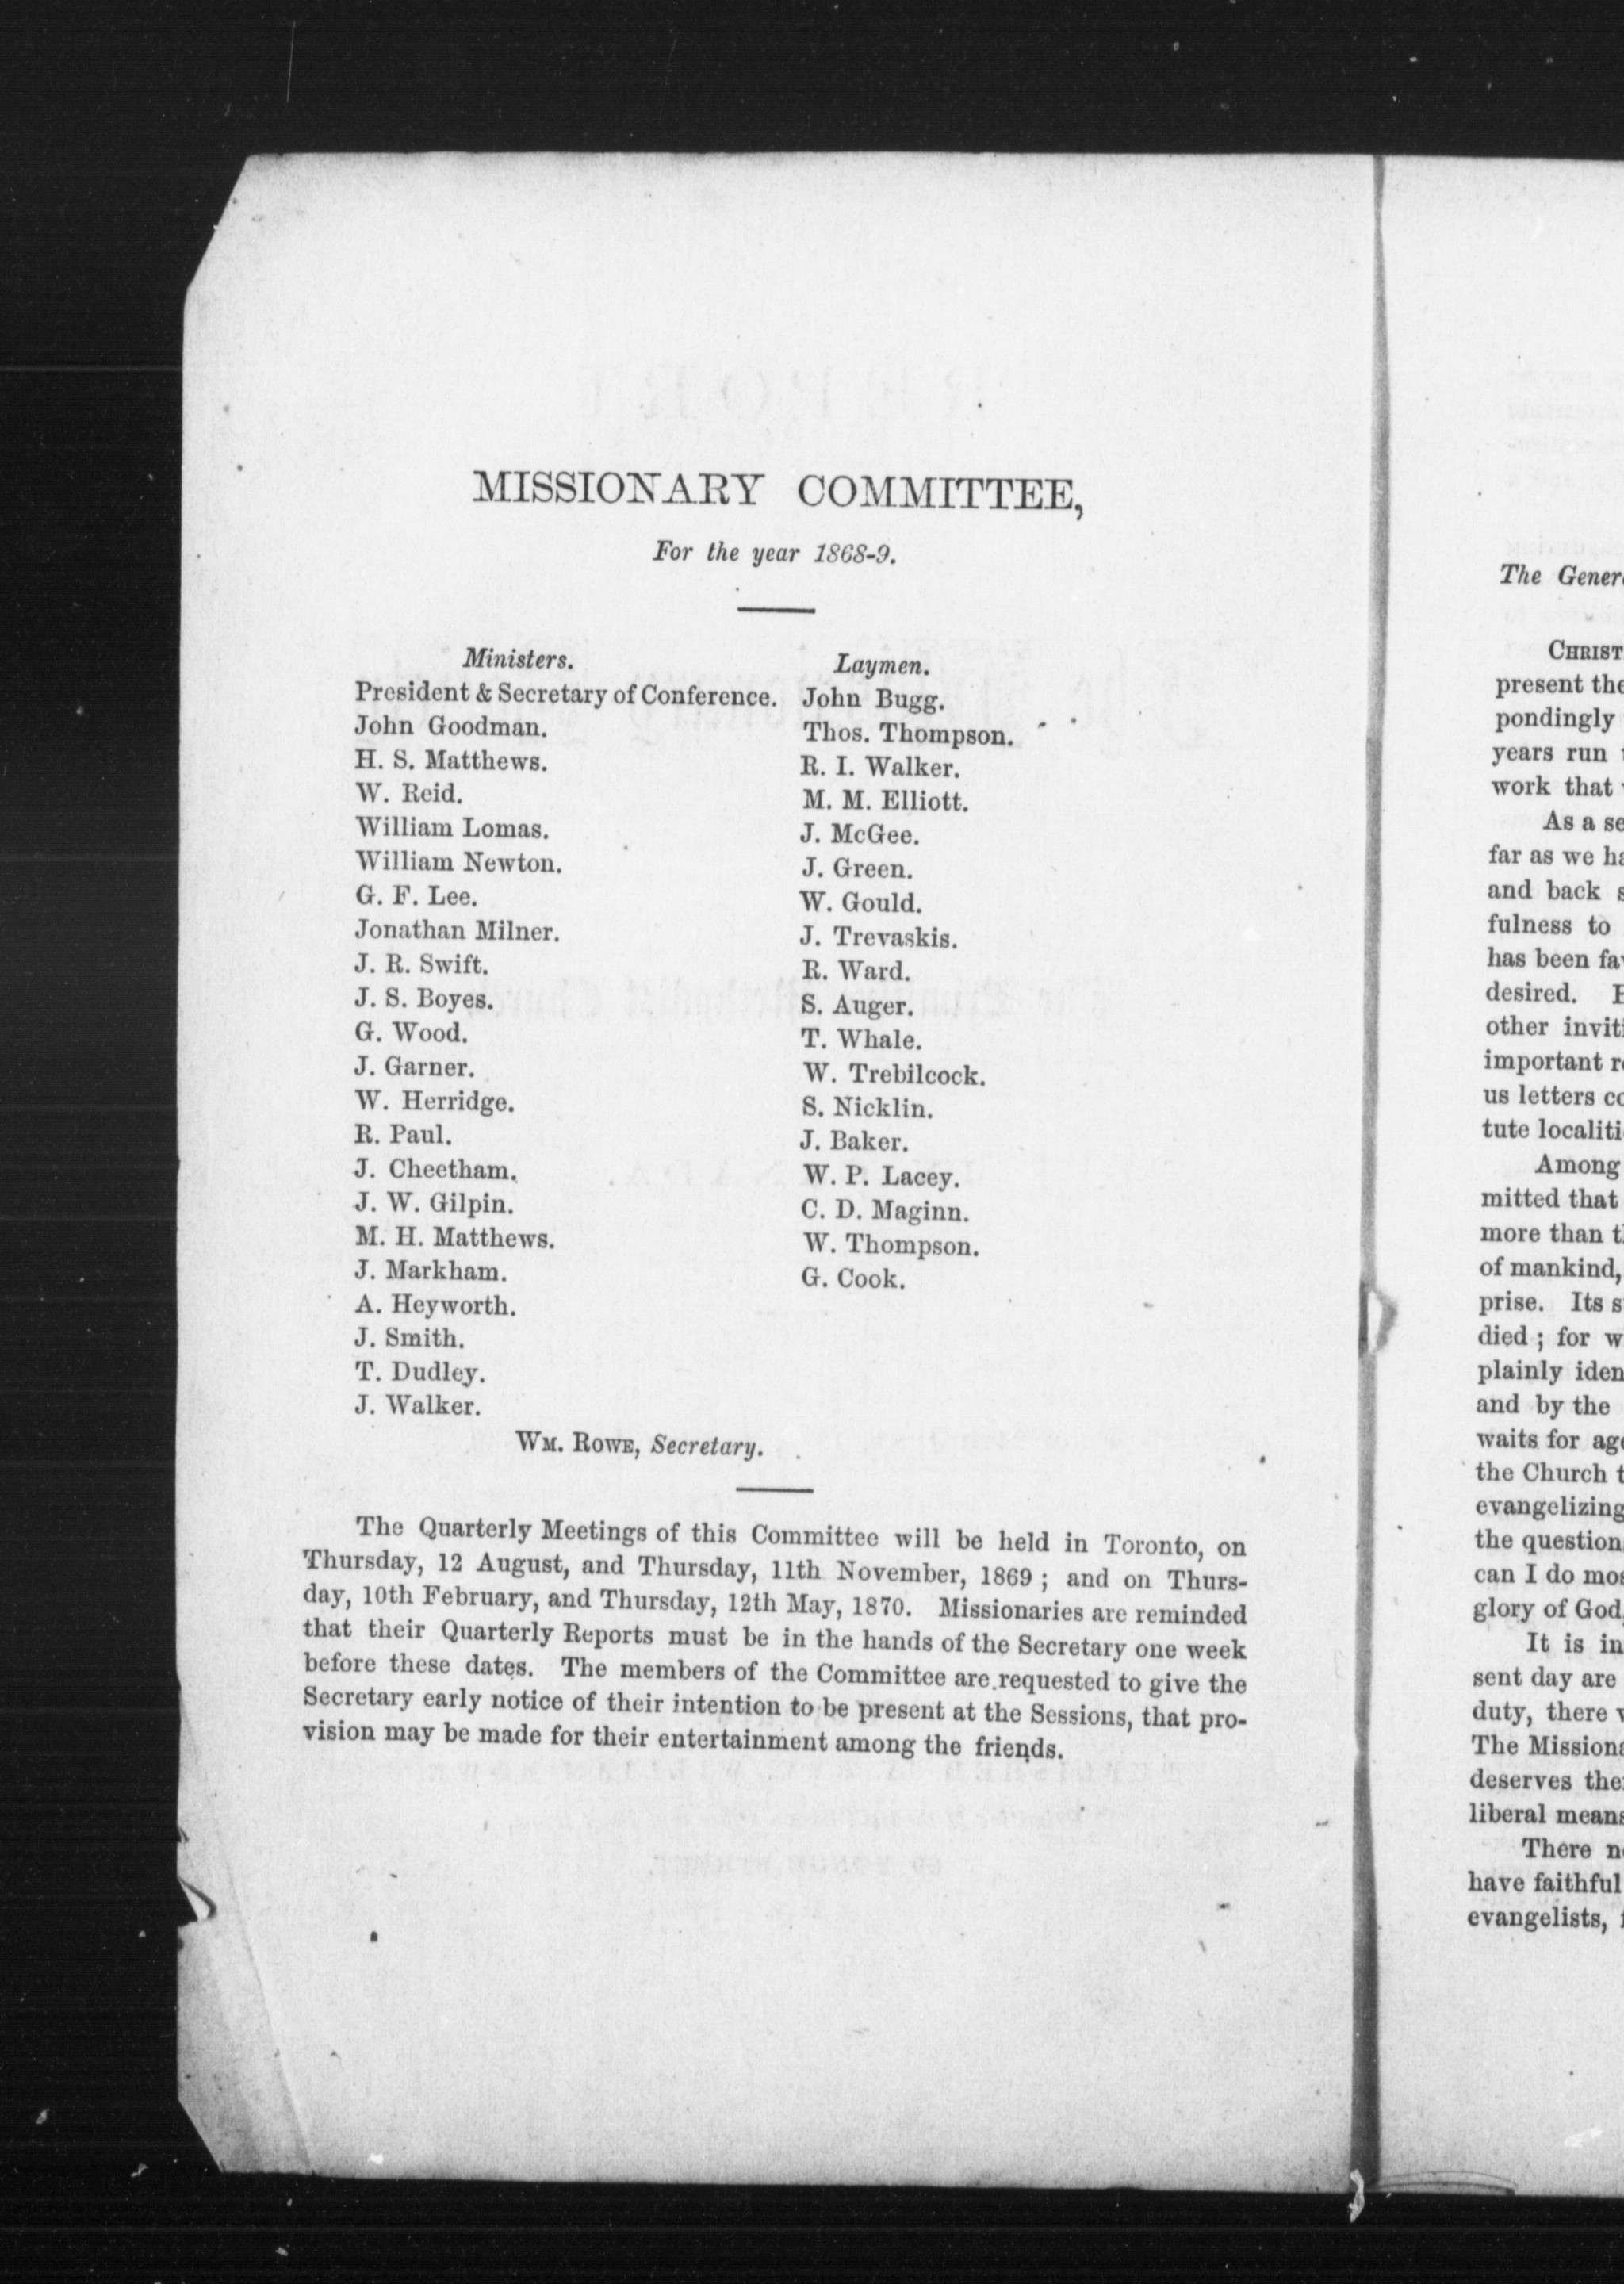 MISSIONARY COMMITTEE,
For the year 1868-9.
Ministers.
President & Secretary of Conference.
John Goodman.
H. S. Matthews.
W. Reid.
William Lomas.
William Newton.
G. F. Lee.
Jonathan Milner.
J. R. Swift.
J. S. Boyes.
G. Wood.
J. Garner.
W. Herridge.
R. Paul.
J. Cheetham.
J. W. Gilpin.
M. H. Matthews.
J. Markham.
A. Heyworth.
J. Smith.
T. Dudley.
J. Walker.
Laymen.
John Bugg.
Thos. Thompson.
R. I. Walker.
M. M. Elliott.
J. McGee.
J. Green.
W. Gould.
J. Trevaskis.
R. Ward.
S. Auger.
T. Whale.
W. Trebilcock.
S. Nicklin.
J. Baker.
W. P. Lacey.
C. D. Maginn.
W. Thompson.
G. Cook.
WM. ROWE, Secretary.
The Quarterly Meetings of this Committee will be held in Toronto, on
Thursday, 12 August, and Thursday, 11th November, 1869 ; and on Thurs-
day, 10th February, and Thursday, 12th May, 1870. Missionaries are reminded
that their Quarterly Reports must be in the hands of the Secretary one week
before these dates. The members of the Committee are requested to give the
Secretary early notice of their intention to be present at the Sessions, that pro-
vision may be made for their entertainment among the friends.
The
CHRIST
present the
pondingly
years run
work that
As a
far as we
and back
fulness to
has been
desired.
other
important
us letters
tute
Among
mitted that
more than
of mankind,
prise. Its
died ; for
plainly
and by the
waits for
the Church
evangelizing
the question
can I do
glory of God
It is in
sent day are
duty, there
The
deserves
liberal means
There
have faithful
evangelists,